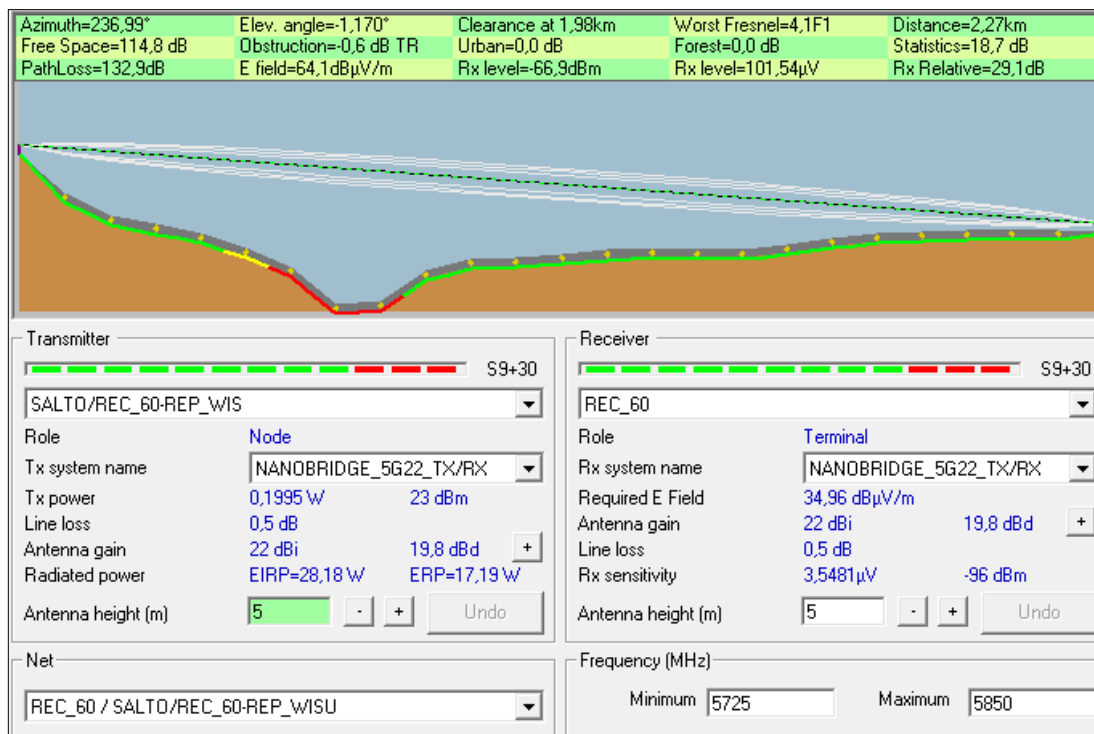 Azimuth=236,99° Elev. angle=-1,170° Clearance at 1,98km Worst Fresnel=4,1F1 Distance=2,27km
Free Space=114,8 dB Obstruction=-0,6 dB TR Urban=0,0 dB Forest=0,0 dB Statistics=18,7 dB
PathLoss=132,9dB E field=64,1dBµV/m Rx level=-66,9dBm Rx level=101,54µV Rx Relative=29,1dB
Transmitter
S9+30
SALTO/REC_60-REP_WIS
Role Node
Tx system name NANOBRIDGE_5G22_TX/RX
Tx power 0,1995 W 23 dBm
Line loss 0,5 dB
Antenna gain 22 dBi 19,8 dBd +
Radiated power EIRP=28,18 W ERP=17,19 W
Antenna height (m) 5 - + Undo
Receiver
S9+30
REC_60
Role Terminal
Rx system name NANOBRIDGE_5G22_TX/RX
Required E Field 34,96 dBµV/m
Antenna gain 22 dBi 19,8 dBd +
Line loss 0,5 dB
Rx sensitivity 3,5481µV -96 dBm
Antenna height (m) 5 - + Undo
Net
REC_60 / SALTO/REC_60-REP_WISU
Frequency (MHz)
Minimum 5725 Maximum 5850